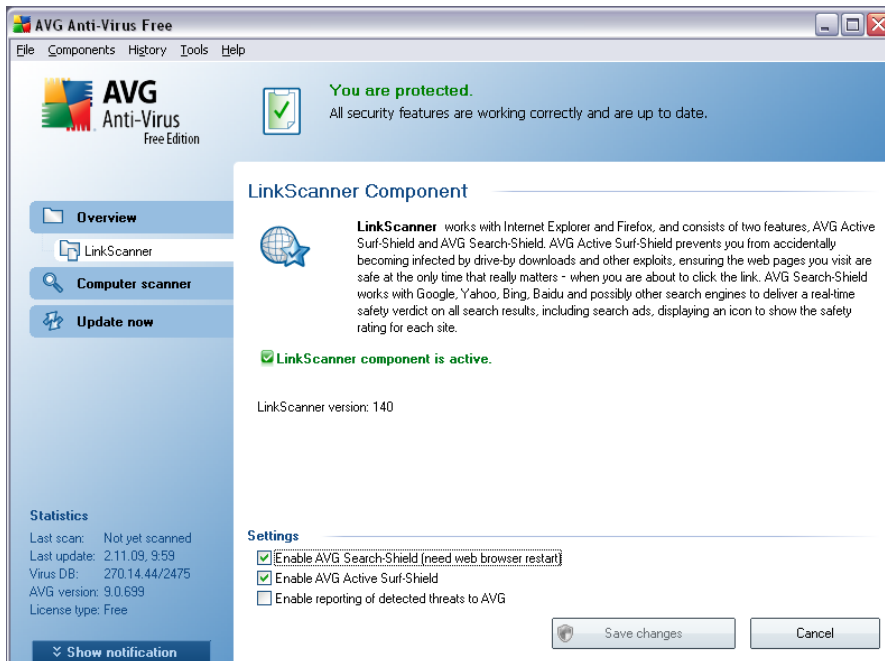 AVG Anti-Virus Free
File Components History Tools Help
AVG
Anti-Virus
Free Edition
You are protected.
All security features are working correctly and are up to date.
Overview
LinkScanner
Computer scanner
Update now
LinkScanner Component
LinkScanner works with Internet Explorer and Firefox, and consists of two features, AVG Active
Surf-Shield and AVG Search-Shield. AVG Active Surf-Shield prevents you from accidentally
becoming infected by drive-by downloads and other exploits, ensuring the web pages you visit are
safe at the only time that really matters - when you are about to click the link. AVG Search-Shield
works with Google, Yahoo, Bing, Baidu and possibly other search engines to deliver a real-time
safety verdict on all search results, including search ads, displaying an icon to show the safety
rating for each site.
LinkScanner component is active.
LinkScanner version: 140
Statistics
Last scan: Not yet scanned
Last update: 2.11.09, 9:59
Virus DB: 270.14.44/2475
AVG version: 9.0.699
License type: Free
Show notification
Settings
Enable AVG Search-Shield (need web browser restart)
Enable AVG Active Surf-Shield
Enable reporting of detected threats to AVG
Save changes
Cancel